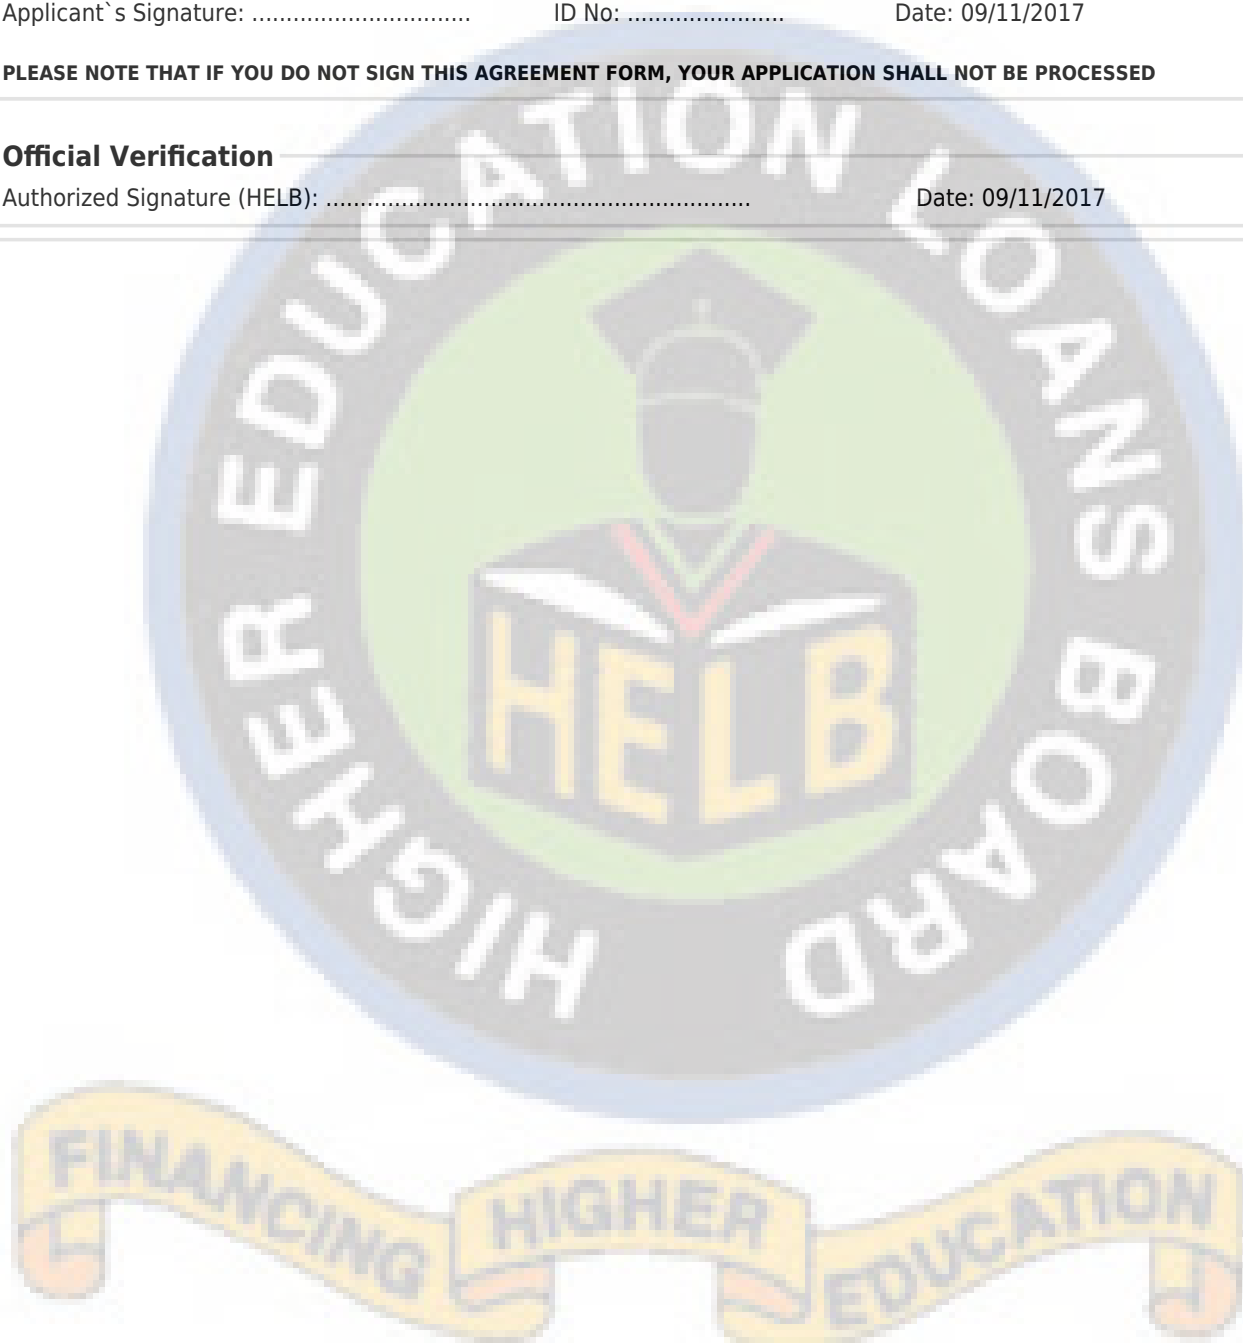 Applicant`s Signature: ................................ ID No: ....................... Date: 09/11/2017
PLEASE NOTE THAT IF YOU DO NOT SIGN THIS AGREEMENT FORM, YOUR APPLICATION SHALL NOT BE PROCESSED
Official Verification
Authorized Signature (HELB): .............................................................. Date: 09/11/2017
HIGHER EDUCATION LOANS BOARD
HELB
FINANCING HIGHER EDUCATION